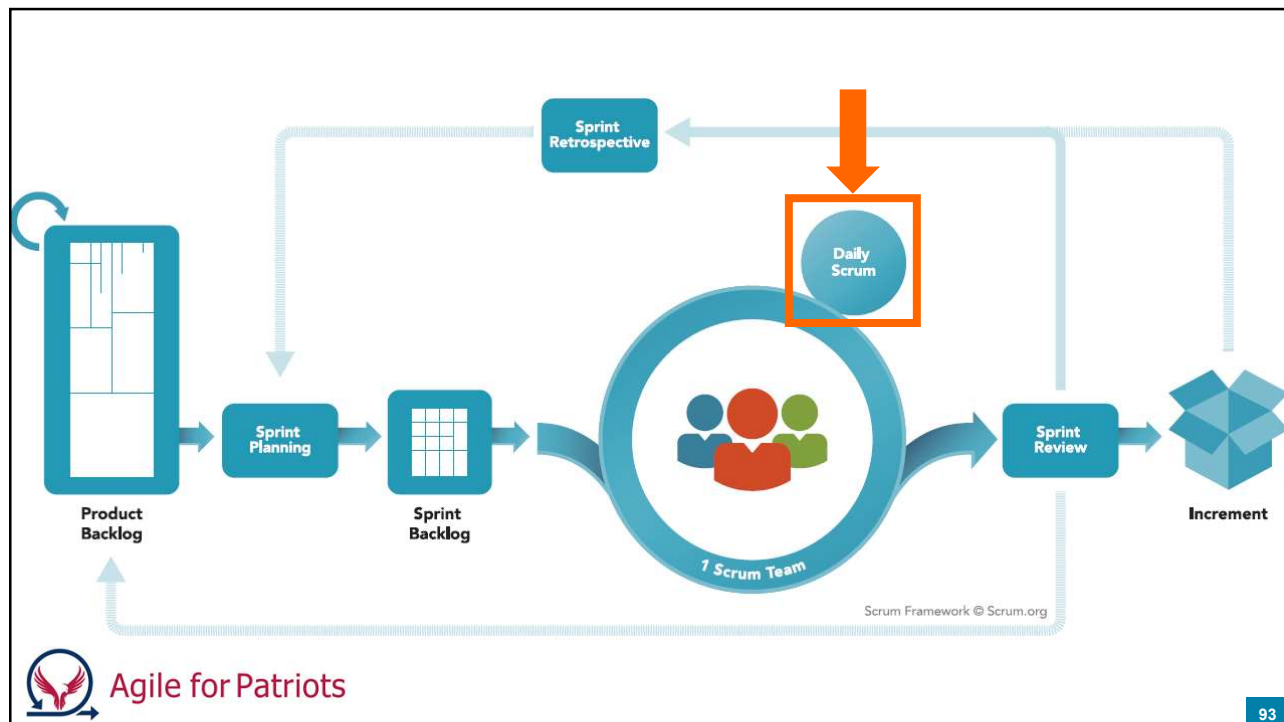 Sprint
Retrospective
Daily
Scrum
Sprint
Planning
Sprint
Review
Product
Backlog
Sprint
Backlog
Increment
1 Scrum Team
Scrum Framework © Scrum.org
Agile for Patriots
93